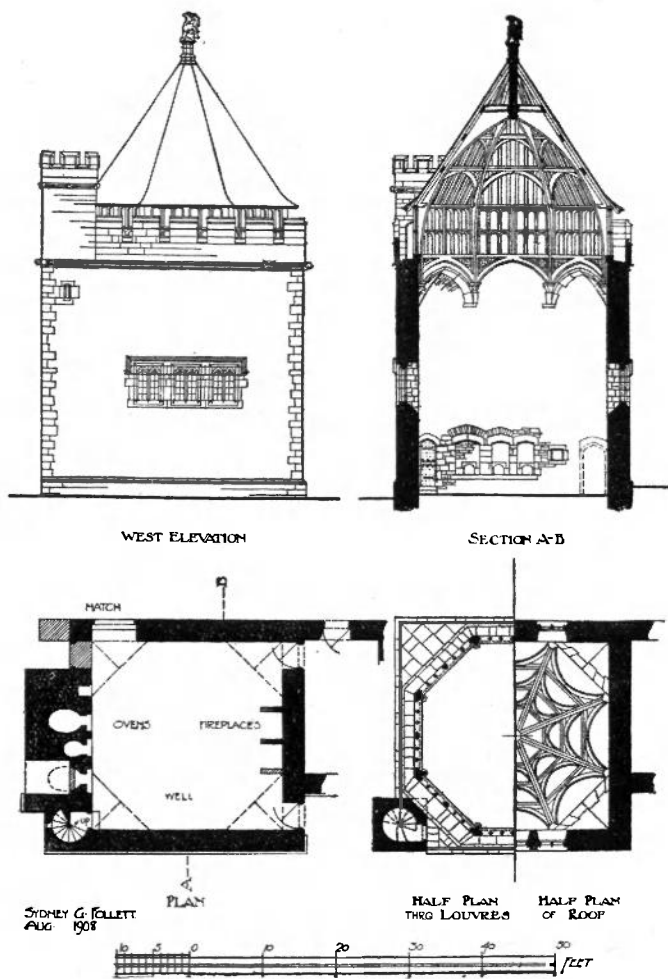 WEST ELEVATION
SECTION A-B
B
HATCH
OVENS
FIREPLACES
WELL
UP
A
PLAN
SYDNEY G. FOLLETT
AUG 1908
HALF PLAN
THRO LOUVRES
HALF PLAN
OF ROOF
10 5 0 10 20 30 40 50
FEET